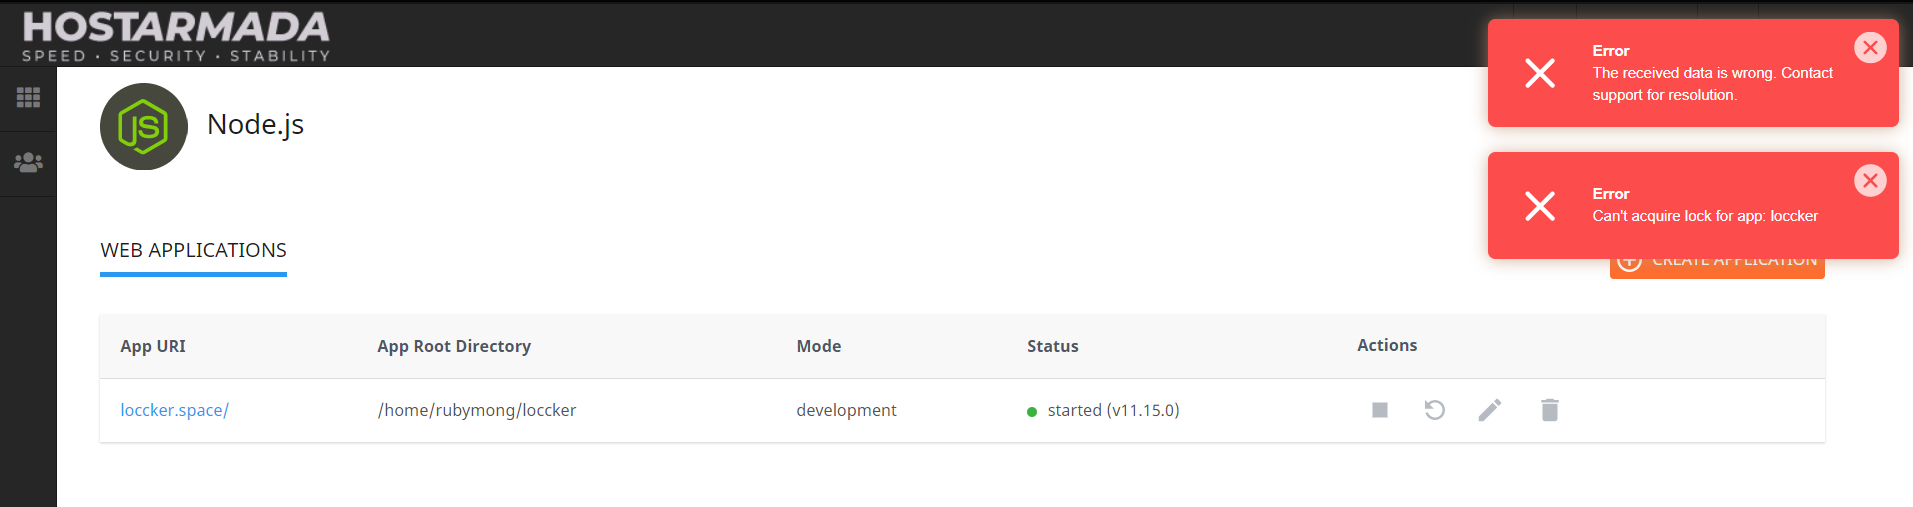 HOSTARMADA
SPEED · SECURITY · STABILITY
JS
Node.js
Error
The received data is wrong. Contact
support for resolution.
Error
Can't acquire lock for app: loccker
WEB APPLICATIONS
CREATE APPLICATION
App URI App Root Directory Mode Status Actions
loccker.space/ /home/rubymong/loccker development started (v11.15.0)